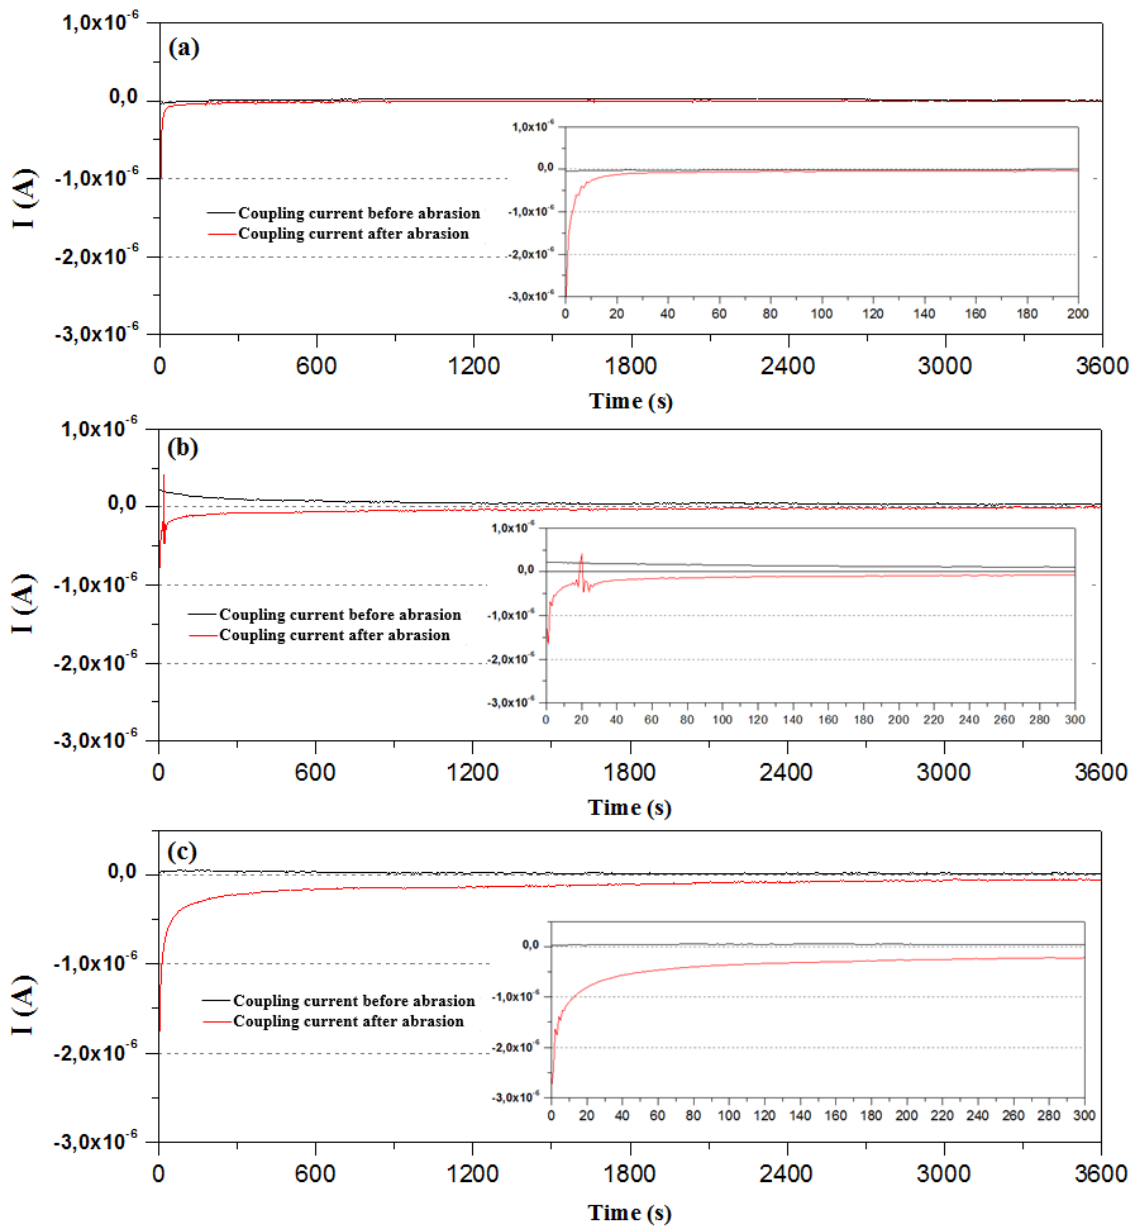 1,0x10⁻⁶
(a)
0,0
-1,0x10⁻⁶
-2,0x10⁻⁶
-3,0x10⁻⁶
I (A)
Coupling current before abrasion
Coupling current after abrasion
1,0x10⁻⁶
0,0
-1,0x10⁻⁶
-2,0x10⁻⁶
-3,0x10⁻⁶
0 20 40 60 80 100 120 140 160 180 200
0 600 1200 1800 2400 3000 3600
Time (s)
1,0x10⁻⁶
(b)
0,0
-1,0x10⁻⁶
-2,0x10⁻⁶
-3,0x10⁻⁶
I (A)
Coupling current before abrasion
Coupling current after abrasion
1,0x10⁻⁶
0,0
-1,0x10⁻⁶
-2,0x10⁻⁶
-3,0x10⁻⁶
0 20 40 60 80 100 120 140 160 180 200 220 240 260 280 300
0 600 1200 1800 2400 3000 3600
Time (s)
(c)
0,0
-1,0x10⁻⁶
-2,0x10⁻⁶
-3,0x10⁻⁶
I (A)
Coupling current before abrasion
Coupling current after abrasion
0,0
-1,0x10⁻⁶
-2,0x10⁻⁶
-3,0x10⁻⁶
0 20 40 60 80 100 120 140 160 180 200 220 240 260 280 300
0 600 1200 1800 2400 3000 3600
Time (s)